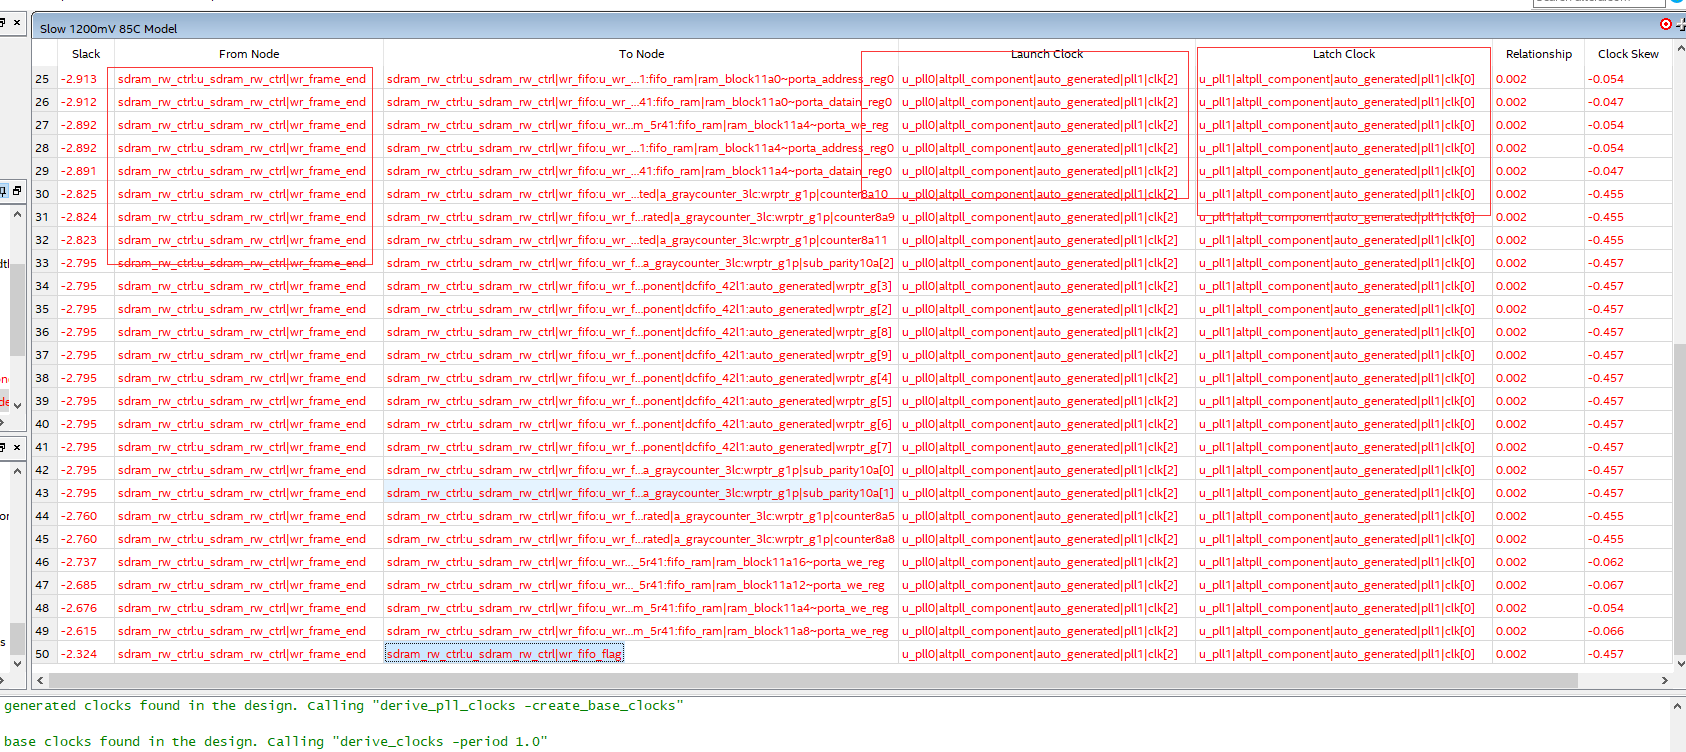 Slow 1200mV 85C Model
Slack From Node To Node Launch Clock Latch Clock Relationship Clock Skew
25 -2.913 sdram_rw_ctrl:u_sdram_rw_ctrl|wr_frame_end sdram_rw_ctrl:u_sdram_rw_ctrl|wr_fifo:u_wr_...1:fifo_ram|ram_block11a0~porta_address_reg0 u_pll0|altpll_component|auto_generated|pll1|clk[2] u_pll1|altpll_component|auto_generated|pll1|clk[0] 0.002 -0.054
26 -2.912 sdram_rw_ctrl:u_sdram_rw_ctrl|wr_frame_end sdram_rw_ctrl:u_sdram_rw_ctrl|wr_fifo:u_wr_...41:fifo_ram|ram_block11a0~porta_datain_reg0 u_pll0|altpll_component|auto_generated|pll1|clk[2] u_pll1|altpll_component|auto_generated|pll1|clk[0] 0.002 -0.047
27 -2.892 sdram_rw_ctrl:u_sdram_rw_ctrl|wr_frame_end sdram_rw_ctrl:u_sdram_rw_ctrl|wr_fifo:u_wr...m_5r41:fifo_ram|ram_block11a4~porta_we_reg u_pll0|altpll_component|auto_generated|pll1|clk[2] u_pll1|altpll_component|auto_generated|pll1|clk[0] 0.002 -0.054
28 -2.892 sdram_rw_ctrl:u_sdram_rw_ctrl|wr_frame_end sdram_rw_ctrl:u_sdram_rw_ctrl|wr_fifo:u_wr_...1:fifo_ram|ram_block11a4~porta_address_reg0 u_pll0|altpll_component|auto_generated|pll1|clk[2] u_pll1|altpll_component|auto_generated|pll1|clk[0] 0.002 -0.054
29 -2.891 sdram_rw_ctrl:u_sdram_rw_ctrl|wr_frame_end sdram_rw_ctrl:u_sdram_rw_ctrl|wr_fifo:u_wr_...41:fifo_ram|ram_block11a4~porta_datain_reg0 u_pll0|altpll_component|auto_generated|pll1|clk[2] u_pll1|altpll_component|auto_generated|pll1|clk[0] 0.002 -0.047
30 -2.825 sdram_rw_ctrl:u_sdram_rw_ctrl|wr_frame_end sdram_rw_ctrl:u_sdram_rw_ctrl|wr_fifo:u_wr_...ted|a_graycounter_3lc:wrptr_g1p|counter8a10 u_pll0|altpll_component|auto_generated|pll1|clk[2] u_pll1|altpll_component|auto_generated|pll1|clk[0] 0.002 -0.455
31 -2.824 sdram_rw_ctrl:u_sdram_rw_ctrl|wr_frame_end sdram_rw_ctrl:u_sdram_rw_ctrl|wr_fifo:u_wr_f...rated|a_graycounter_3lc:wrptr_g1p|counter8a9 u_pll0|altpll_component|auto_generated|pll1|clk[2] u_pll1|altpll_component|auto_generated|pll1|clk[0] 0.002 -0.455
32 -2.823 sdram_rw_ctrl:u_sdram_rw_ctrl|wr_frame_end sdram_rw_ctrl:u_sdram_rw_ctrl|wr_fifo:u_wr_...ted|a_graycounter_3lc:wrptr_g1p|counter8a11 u_pll0|altpll_component|auto_generated|pll1|clk[2] u_pll1|altpll_component|auto_generated|pll1|clk[0] 0.002 -0.455
33 -2.795 sdram_rw_ctrl:u_sdram_rw_ctrl|wr_frame_end sdram_rw_ctrl:u_sdram_rw_ctrl|wr_fifo:u_wr_f...a_graycounter_3lc:wrptr_g1p|sub_parity10a[2] u_pll0|altpll_component|auto_generated|pll1|clk[2] u_pll1|altpll_component|auto_generated|pll1|clk[0] 0.002 -0.457
34 -2.795 sdram_rw_ctrl:u_sdram_rw_ctrl|wr_frame_end sdram_rw_ctrl:u_sdram_rw_ctrl|wr_fifo:u_wr_f...ponent|dcfifo_42l1:auto_generated|wrptr_g[3] u_pll0|altpll_component|auto_generated|pll1|clk[2] u_pll1|altpll_component|auto_generated|pll1|clk[0] 0.002 -0.457
35 -2.795 sdram_rw_ctrl:u_sdram_rw_ctrl|wr_frame_end sdram_rw_ctrl:u_sdram_rw_ctrl|wr_fifo:u_wr_f...ponent|dcfifo_42l1:auto_generated|wrptr_g[2] u_pll0|altpll_component|auto_generated|pll1|clk[2] u_pll1|altpll_component|auto_generated|pll1|clk[0] 0.002 -0.457
36 -2.795 sdram_rw_ctrl:u_sdram_rw_ctrl|wr_frame_end sdram_rw_ctrl:u_sdram_rw_ctrl|wr_fifo:u_wr_f...ponent|dcfifo_42l1:auto_generated|wrptr_g[8] u_pll0|altpll_component|auto_generated|pll1|clk[2] u_pll1|altpll_component|auto_generated|pll1|clk[0] 0.002 -0.457
37 -2.795 sdram_rw_ctrl:u_sdram_rw_ctrl|wr_frame_end sdram_rw_ctrl:u_sdram_rw_ctrl|wr_fifo:u_wr_f...ponent|dcfifo_42l1:auto_generated|wrptr_g[9] u_pll0|altpll_component|auto_generated|pll1|clk[2] u_pll1|altpll_component|auto_generated|pll1|clk[0] 0.002 -0.457
38 -2.795 sdram_rw_ctrl:u_sdram_rw_ctrl|wr_frame_end sdram_rw_ctrl:u_sdram_rw_ctrl|wr_fifo:u_wr_f...ponent|dcfifo_42l1:auto_generated|wrptr_g[4] u_pll0|altpll_component|auto_generated|pll1|clk[2] u_pll1|altpll_component|auto_generated|pll1|clk[0] 0.002 -0.457
39 -2.795 sdram_rw_ctrl:u_sdram_rw_ctrl|wr_frame_end sdram_rw_ctrl:u_sdram_rw_ctrl|wr_fifo:u_wr_f...ponent|dcfifo_42l1:auto_generated|wrptr_g[5] u_pll0|altpll_component|auto_generated|pll1|clk[2] u_pll1|altpll_component|auto_generated|pll1|clk[0] 0.002 -0.457
40 -2.795 sdram_rw_ctrl:u_sdram_rw_ctrl|wr_frame_end sdram_rw_ctrl:u_sdram_rw_ctrl|wr_fifo:u_wr_f...ponent|dcfifo_42l1:auto_generated|wrptr_g[6] u_pll0|altpll_component|auto_generated|pll1|clk[2] u_pll1|altpll_component|auto_generated|pll1|clk[0] 0.002 -0.457
41 -2.795 sdram_rw_ctrl:u_sdram_rw_ctrl|wr_frame_end sdram_rw_ctrl:u_sdram_rw_ctrl|wr_fifo:u_wr_f...ponent|dcfifo_42l1:auto_generated|wrptr_g[7] u_pll0|altpll_component|auto_generated|pll1|clk[2] u_pll1|altpll_component|auto_generated|pll1|clk[0] 0.002 -0.457
42 -2.795 sdram_rw_ctrl:u_sdram_rw_ctrl|wr_frame_end sdram_rw_ctrl:u_sdram_rw_ctrl|wr_fifo:u_wr_f...a_graycounter_3lc:wrptr_g1p|sub_parity10a[0] u_pll0|altpll_component|auto_generated|pll1|clk[2] u_pll1|altpll_component|auto_generated|pll1|clk[0] 0.002 -0.457
43 -2.795 sdram_rw_ctrl:u_sdram_rw_ctrl|wr_frame_end sdram_rw_ctrl:u_sdram_rw_ctrl|wr_fifo:u_wr_f...a_graycounter_3lc:wrptr_g1p|sub_parity10a[1] u_pll0|altpll_component|auto_generated|pll1|clk[2] u_pll1|altpll_component|auto_generated|pll1|clk[0] 0.002 -0.457
44 -2.760 sdram_rw_ctrl:u_sdram_rw_ctrl|wr_frame_end sdram_rw_ctrl:u_sdram_rw_ctrl|wr_fifo:u_wr_f...rated|a_graycounter_3lc:wrptr_g1p|counter8a5 u_pll0|altpll_component|auto_generated|pll1|clk[2] u_pll1|altpll_component|auto_generated|pll1|clk[0] 0.002 -0.455
45 -2.760 sdram_rw_ctrl:u_sdram_rw_ctrl|wr_frame_end sdram_rw_ctrl:u_sdram_rw_ctrl|wr_fifo:u_wr_f...rated|a_graycounter_3lc:wrptr_g1p|counter8a8 u_pll0|altpll_component|auto_generated|pll1|clk[2] u_pll1|altpll_component|auto_generated|pll1|clk[0] 0.002 -0.455
46 -2.737 sdram_rw_ctrl:u_sdram_rw_ctrl|wr_frame_end sdram_rw_ctrl:u_sdram_rw_ctrl|wr_fifo:u_wr..._5r41:fifo_ram|ram_block11a16~porta_we_reg u_pll0|altpll_component|auto_generated|pll1|clk[2] u_pll1|altpll_component|auto_generated|pll1|clk[0] 0.002 -0.062
47 -2.685 sdram_rw_ctrl:u_sdram_rw_ctrl|wr_frame_end sdram_rw_ctrl:u_sdram_rw_ctrl|wr_fifo:u_wr..._5r41:fifo_ram|ram_block11a12~porta_we_reg u_pll0|altpll_component|auto_generated|pll1|clk[2] u_pll1|altpll_component|auto_generated|pll1|clk[0] 0.002 -0.067
48 -2.676 sdram_rw_ctrl:u_sdram_rw_ctrl|wr_frame_end sdram_rw_ctrl:u_sdram_rw_ctrl|wr_fifo:u_wr...m_5r41:fifo_ram|ram_block11a4~porta_we_reg u_pll0|altpll_component|auto_generated|pll1|clk[2] u_pll1|altpll_component|auto_generated|pll1|clk[0] 0.002 -0.054
49 -2.615 sdram_rw_ctrl:u_sdram_rw_ctrl|wr_frame_end sdram_rw_ctrl:u_sdram_rw_ctrl|wr_fifo:u_wr...m_5r41:fifo_ram|ram_block11a8~porta_we_reg u_pll0|altpll_component|auto_generated|pll1|clk[2] u_pll1|altpll_component|auto_generated|pll1|clk[0] 0.002 -0.066
50 -2.324 sdram_rw_ctrl:u_sdram_rw_ctrl|wr_frame_end sdram_rw_ctrl:u_sdram_rw_ctrl|wr_fifo_flag u_pll0|altpll_component|auto_generated|pll1|clk[2] u_pll1|altpll_component|auto_generated|pll1|clk[0] 0.002 -0.457
generated clocks found in the design. Calling "derive_pll_clocks -create_base_clocks"
base clocks found in the design. Calling "derive_clocks -period 1.0"